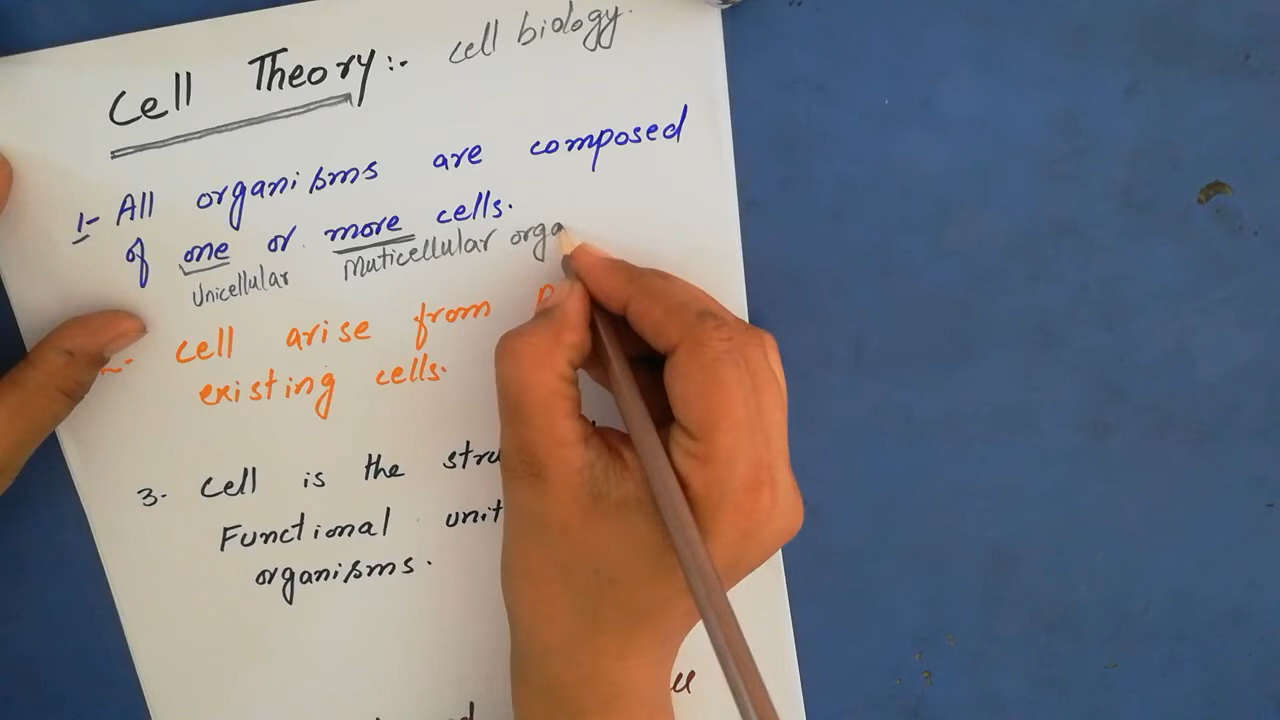 Cell Theory:- cell biology.
1- All organisms are composed
of one or more cells.
Unicellular Muticellular orga
cell arise from
existing cells.
3- Cell is the stru
Functional unit
organisms.